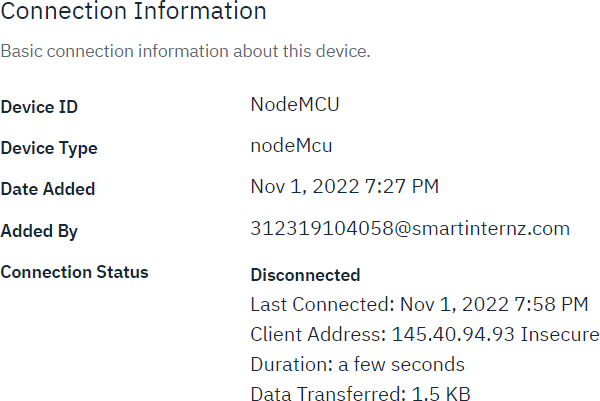 Connection Information
Basic connection information about this device.
Device ID NodeMCU
Device Type nodeMcu
Date Added Nov 1, 2022 7:27 PM
Added By 312319104058@smartinternz.com
Connection Status Disconnected
Last Connected: Nov 1, 2022 7:58 PM
Client Address: 145.40.94.93 Insecure
Duration: a few seconds
Data Transferred: 1.5 KB